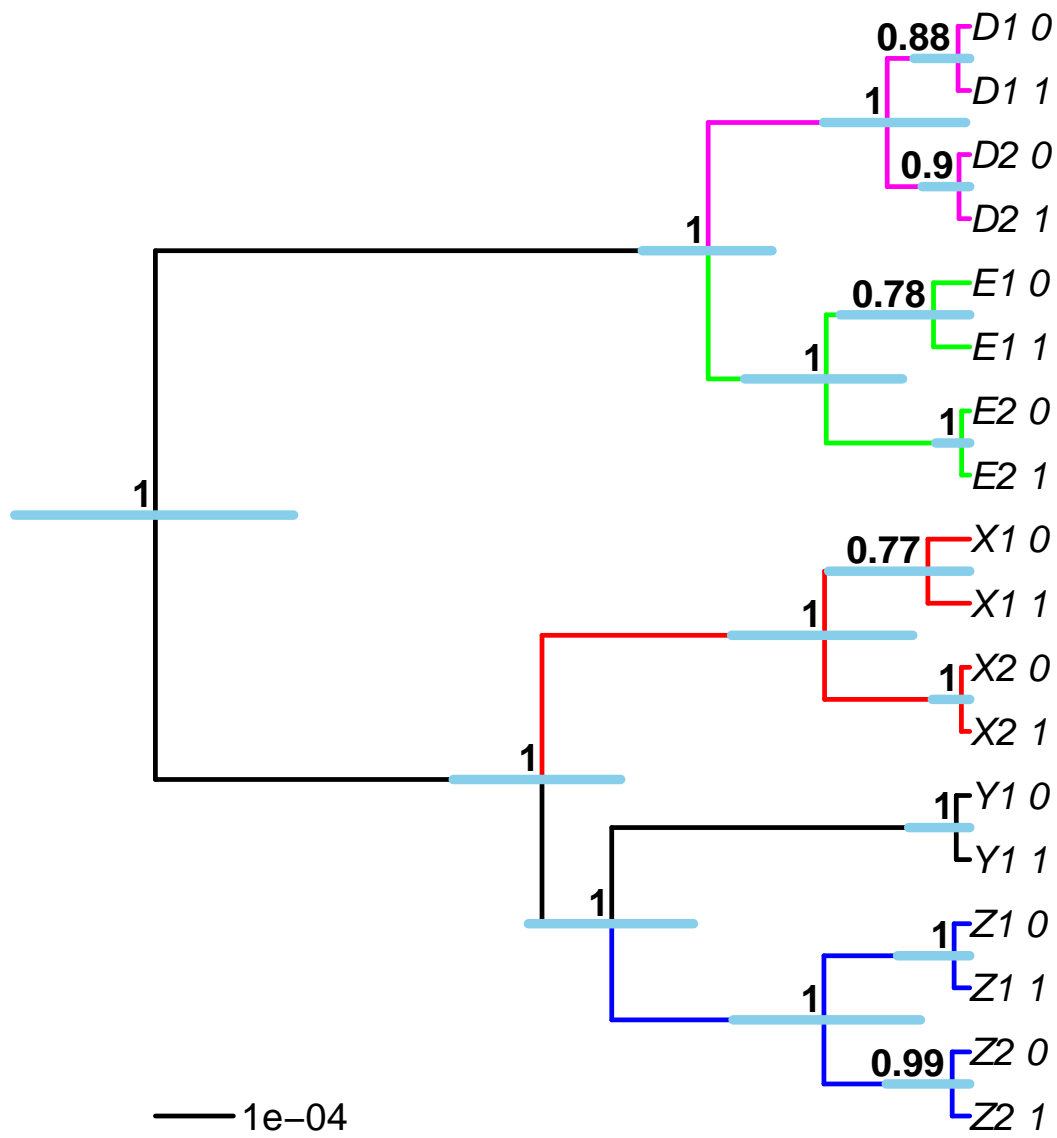 0.88
D1 0
D1 1
1
D2 0
0.9
D2 1
1
E1 0
0.78
E1 1
1
E2 0
1
E2 1
1
X1 0
0.77
X1 1
1
X2 0
1
X2 1
1
Y1 0
1
Y1 1
1
Z1 0
1
Z1 1
1
Z2 0
0.99
Z2 1
1e−04